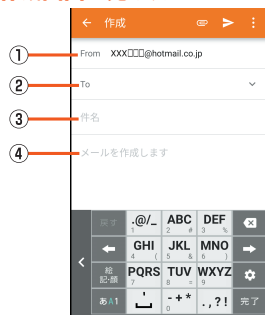 作成
① From XXX□□□@hotmail.co.jp
② To
③ 件名
④ メールを作成します
戻す .@/_ 1 ABC 2 # DEF 3 %
GHI 4 ( JKL 5 & MNO 6 )
絵記・顔 PQRS 7 TUV 8 = WXYZ 9
あA1 - + * 0 . , ? ! 完了